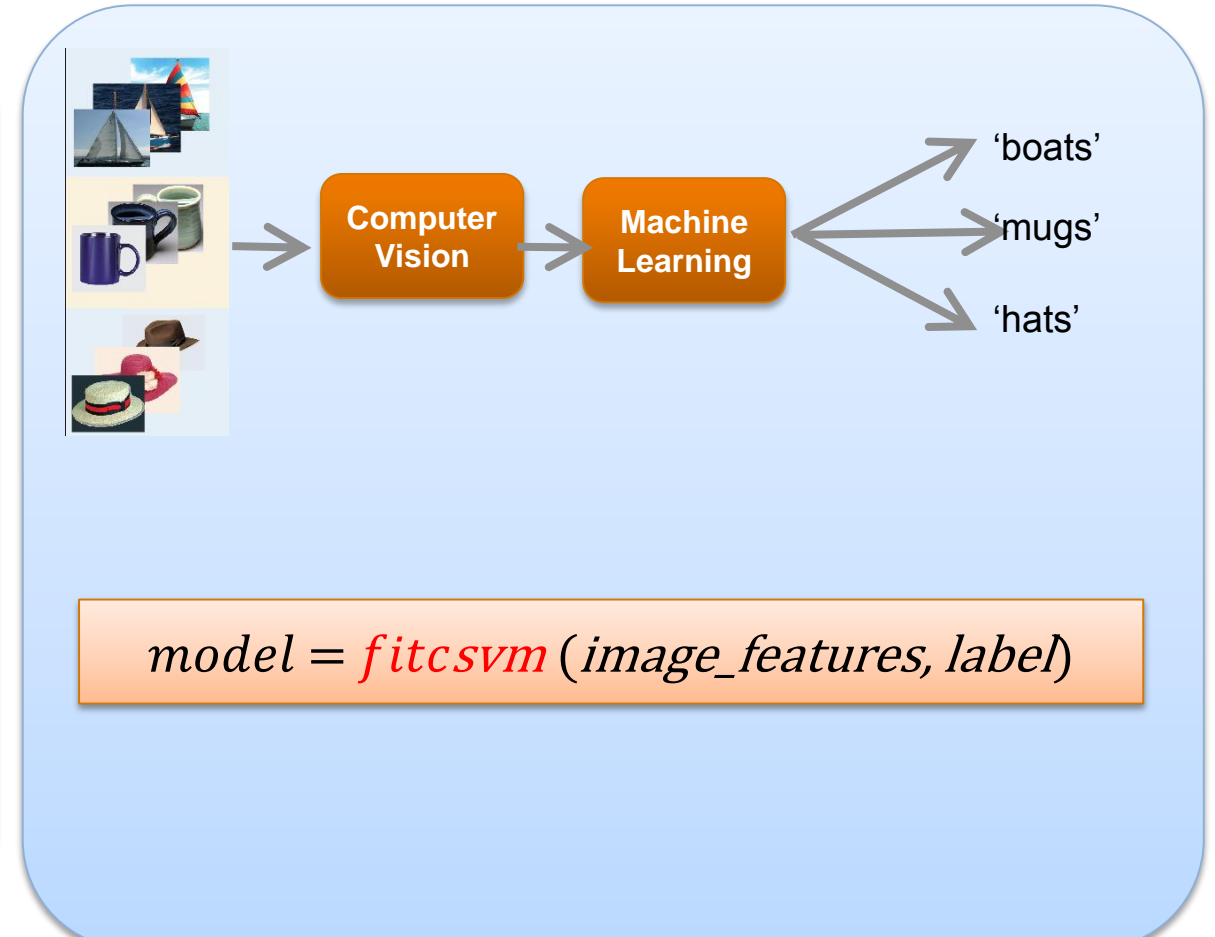 Computer
Vision
Machine
Learning
‘boats’
‘mugs’
‘hats’
model = fitcsvm (image_features, label)